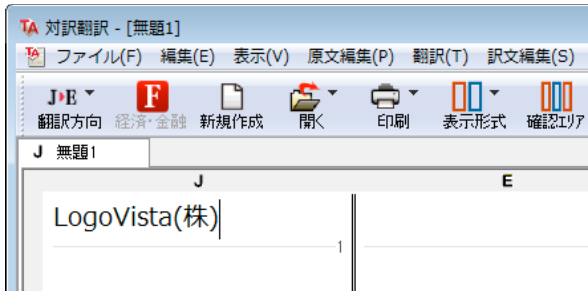 TA 対訳翻訳 - [無題1]
ファイル(F) 編集(E) 表示(V) 原文編集(P) 翻訳(T) 訳文編集(S)
J▸E F
翻訳方向 経済・金融 新規作成 開く 印刷 表示形式 確認エリア
J 無題1
J E
LogoVista(株)
1